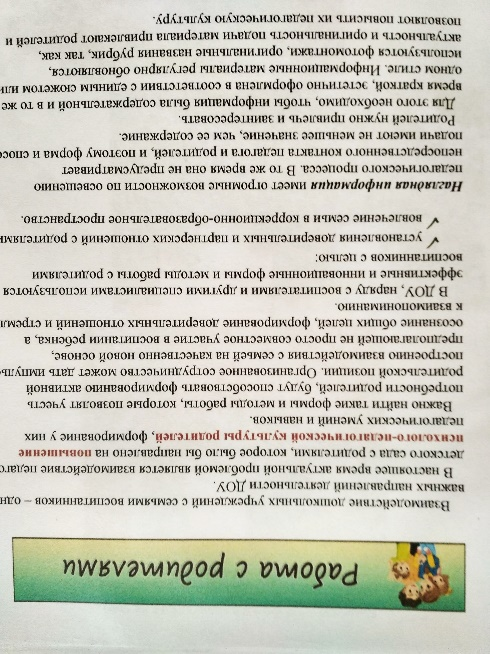 Работа с родителями
Взаимодействие дошкольных учреждений с семьями воспитанников –
важных направлений деятельности ДОУ.
В настоящее время актуальной проблемой является взаимодействие
детского сада с родителями, которое бы было направлено на повышение
психолого-педагогической культуры родителей, формирование у них
педагогических умений и навыков.
Важно найти такие формы и методы работы, которые позволят учесть
потребности родителей, будут способствовать формированию активной
родительской позиции. Организованное сотрудничество может дать
построению взаимодействия с семьей на качественно новой основе,
предполагающей не просто совместное участие в воспитании ребенка, а
осознание общих целей, формирование доверительных отношений и
к взаимопониманию.
В ДОУ, наряду с воспитателями и другими специалистами используются
эффективные и инновационные формы и методы работы с родителями
воспитанников с целью:
✓ установления доверительных и партнерских отношений с родителями
✓ вовлечение семьи в коррекционно-образовательное пространство.
Наглядная информация имеет огромные возможности по освещению
педагогического процесса. В то же время она не предусматривает
непосредственного контакта педагога и родителей, и поэтому форма и
подачи имеют не меньшее значение, чем ее содержание.
Родителей нужно привлечь и заинтересовать.
Для этого необходимо, чтобы информация была содержательной и в то же
время краткой, эстетично оформлена в соответствии с единым сюжетом или
одном стиле. Информационные материалы регулярно обновляются,
используются фотомонтажи, оригинальные названия рубрик, так как,
актуальность и оригинальность подачи материала привлекают родителей и
позволяют повысить их педагогическую культуру.